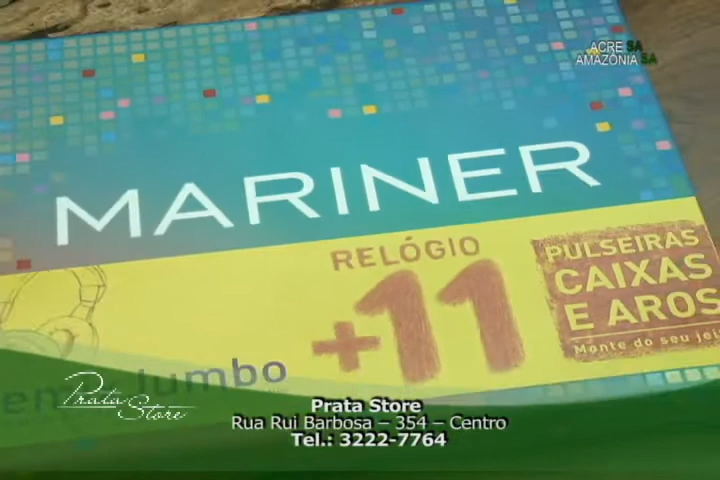 ACRE SA
AMAZÔNIA SA
MARINER
RELÓGIO
+11
PULSEIRAS
CAIXAS
E AROS
Monte do seu jei
en
Jumbo
Prata
Store
Prata Store
Rua Rui Barbosa – 354 – Centro
Tel.: 3222-7764